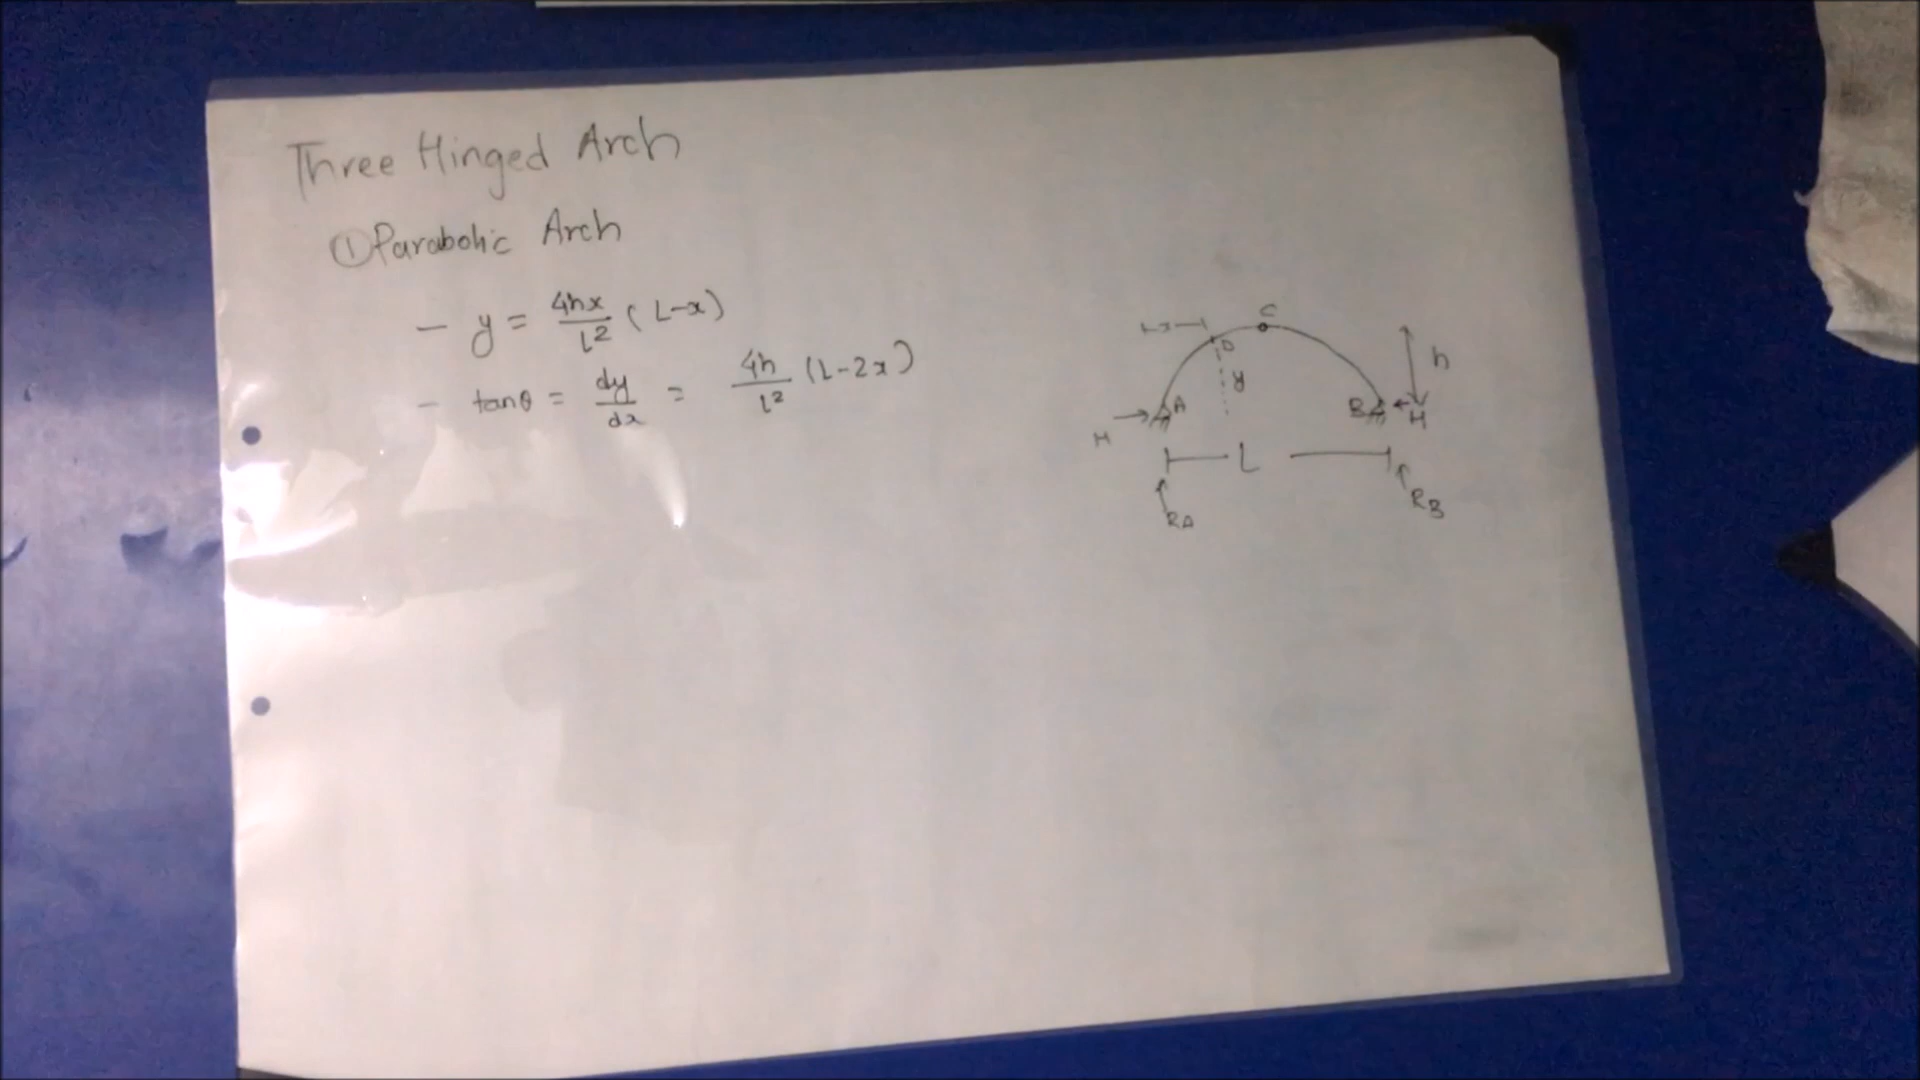 Three Hinged Arch
① Parabolic Arch
- y = 4hx/L² (L-x)
- tanθ = dy/dx = 4h/L² (L-2x)
C
x
D
h
y
A
B
H
H
L
RA
RB